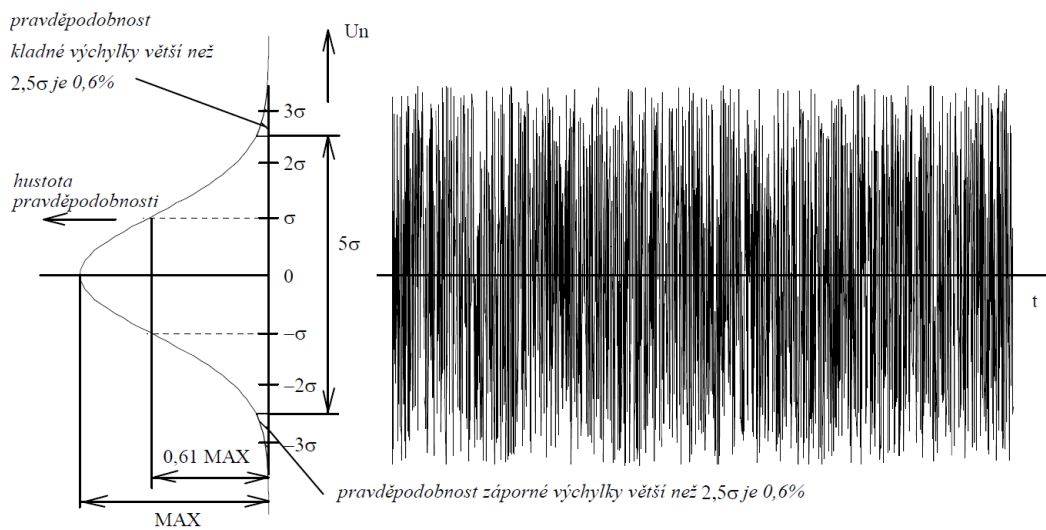 pravděpodobnost
kladné výchylky větší než
2,5σ je 0,6%
Un
3σ
2σ
hustota
pravděpodobnosti
σ
5σ
0
t
−σ
−2σ
−3σ
0,61 MAX
pravděpodobnost záporné výchylky větší než 2,5σ je 0,6%
MAX